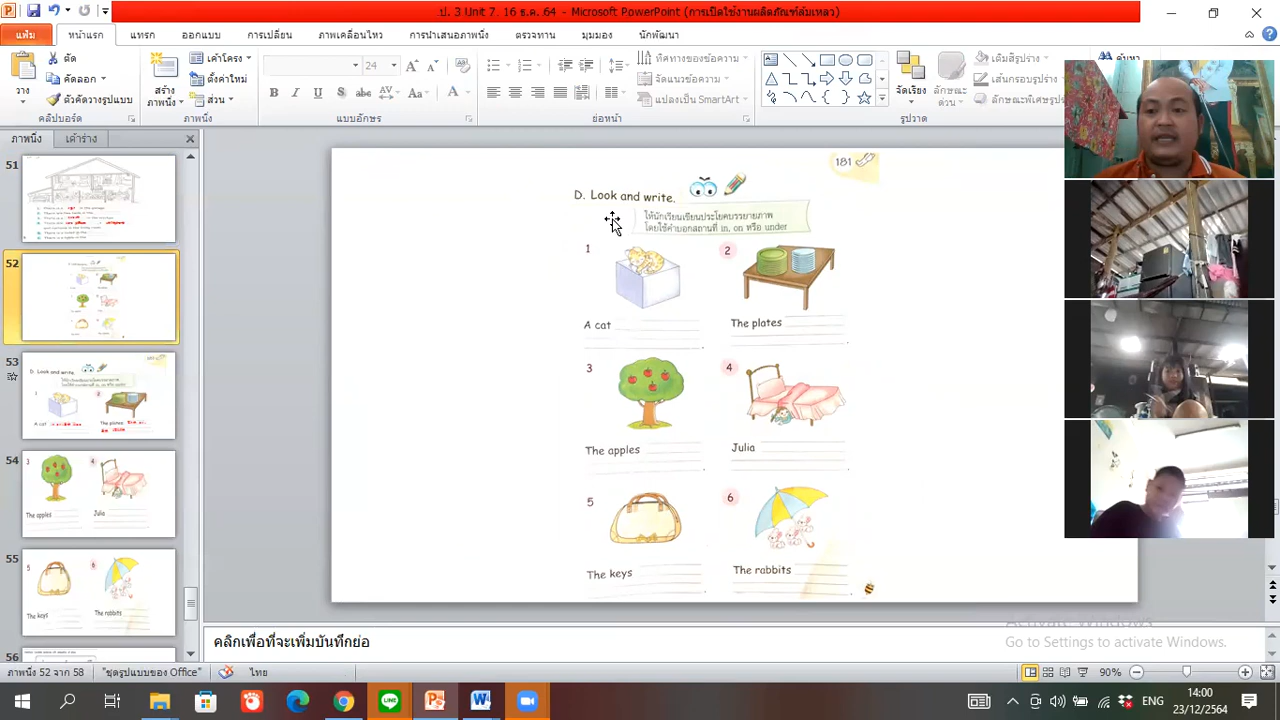 .ป. 3 Unit 7. 16 ธ.ค. .64 - Microsoft PowerPoint (การเปิดใช้งานผลิตภัณฑ์ล้มเหลว)
แฟ้ม หน้าแรก แทรก ออกแบบ การเปลี่ยน ภาพเคลื่อนไหว การนำเสนอภาพนิ่ง ตรวจทาน มุมมอง นักพัฒนา
วาง
ตัด
คัดลอก
ตัวคัดวางรูปแบบ
คลิปบอร์ด
สร้าง
ภาพนิ่ง
เค้าโครง
ตั้งค่าใหม่
ส่วน
ภาพนิ่ง
24
แบบอักษร
ทิศทางของข้อความ
จัดแนวข้อความ
แปลงเป็น SmartArt
ย่อหน้า
จัดเรียง
ลักษณะ
ด่วน
เติมสีรูปร่าง
เส้นกรอบรูปร่าง
ลักษณะพิเศษรูปร่าง
รูปวาด
ค้นหา
ภาพนิ่ง เค้าร่าง
51
52
53
D. Look and write.
A cat
The plates
54
3 4
The apples Julia
55
5 6
The keys The rabbits
56
181
D. Look and write.
ให้นักเรียนเขียนประโยคบรรยายภาพ
โดยใช้คำบอกสถานที่ in, on หรือ under
1 2
A cat The plates
3 4
The apples Julia
5 6
The keys The rabbits
คลิกเพื่อที่จะเพิ่มบันทึกย่อ
Activate Windows
Go to Settings to activate Windows.
ภาพนิ่ง 52 จาก 58 "ชุดรูปแบบของ Office" ไทย 90%
ENG
14:00
23/12/2564